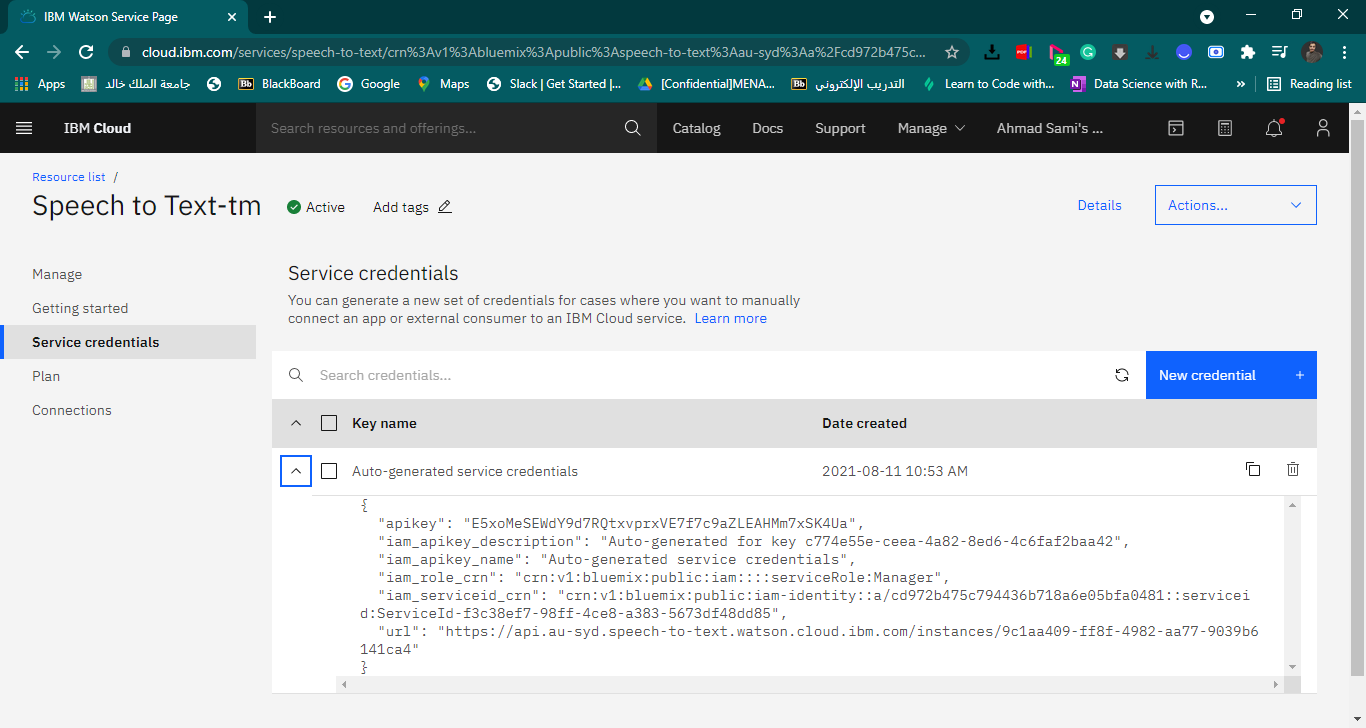 IBM Watson Service Page
cloud.ibm.com/services/speech-to-text/crn%3Av1%3Abluemix%3Apublic%3Aspeech-to-text%3Aau-syd%3Aa%2Fcd972b475c...
PDF
24
Apps
جامعة الملك خالد
Bb BlackBoard
Google
Maps
Slack | Get Started |...
[Confidential]MENA...
Bb التدريب الإلكتروني
Learn to Code with...
N Data Science with R...
»
Reading list
IBM Cloud
Search resources and offerings...
Catalog
Docs
Support
Manage
Ahmad Sami's ...
Resource list /
Speech to Text-tm
Active
Add tags
Details
Actions...
Manage
Getting started
Service credentials
Plan
Connections
Service credentials
You can generate a new set of credentials for cases where you want to manually
connect an app or external consumer to an IBM Cloud service. Learn more
Search credentials...
New credential +
Key name
Date created
Auto-generated service credentials
2021-08-11 10:53 AM
{
"apikey": "E5xoMeSEWdY9d7RQtxvprxVE7f7c9aZLEAHMm7xSK4Ua",
"iam_apikey_description": "Auto-generated for key c774e55e-ceea-4a82-8ed6-4c6faf2baa42",
"iam_apikey_name": "Auto-generated service credentials",
"iam_role_crn": "crn:v1:bluemix:public:iam::::serviceRole:Manager",
"iam_serviceid_crn": "crn:v1:bluemix:public:iam-identity::a/cd972b475c794436b718a6e05bfa0481::servicei
d:ServiceId-f3c38ef7-98ff-4ce8-a383-5673df48dd85",
"url": "https://api.au-syd.speech-to-text.watson.cloud.ibm.com/instances/9c1aa409-ff8f-4982-aa77-9039b6
141ca4"
}